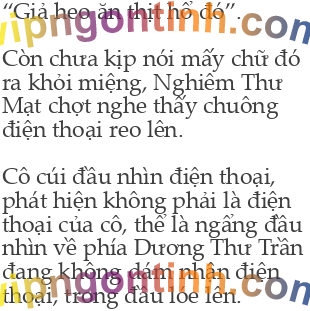 “Giả heo ăn thịt hổ đó”.
vipngontinh.com
Còn chưa kịp nói mấy chữ đó
ra khỏi miệng, Nghiêm Thư
Mạt chợt nghe thấy chuông
điện thoại reo lên.
Cô cúi đầu nhìn điện thoại,
phát hiện không phải là điện
thoại của cô, thế là ngẩng đầu
nhìn về phía Dương Thư Trần
đang không dám nhận điện
thoại, trong đầu lóe lên.
vipngontinh.com